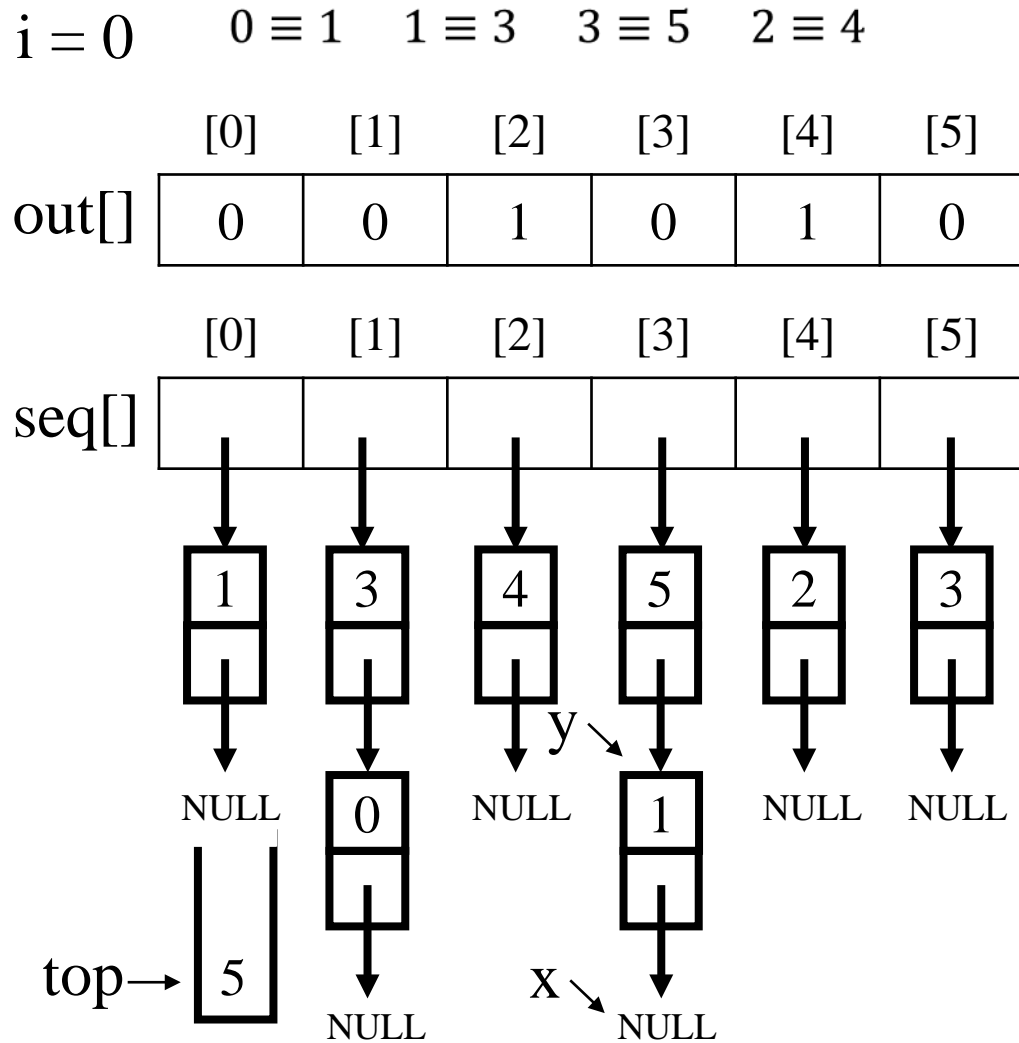 i = 0 0 ≡ 1 1 ≡ 3 3 ≡ 5 2 ≡ 4
[0] [1] [2] [3] [4] [5]
out[] 0 0 1 0 1 0
[0] [1] [2] [3] [4] [5]
seq[]
1 3 4 5 2 3
y
NULL 0 NULL 1 NULL NULL
top 5 x
NULL NULL